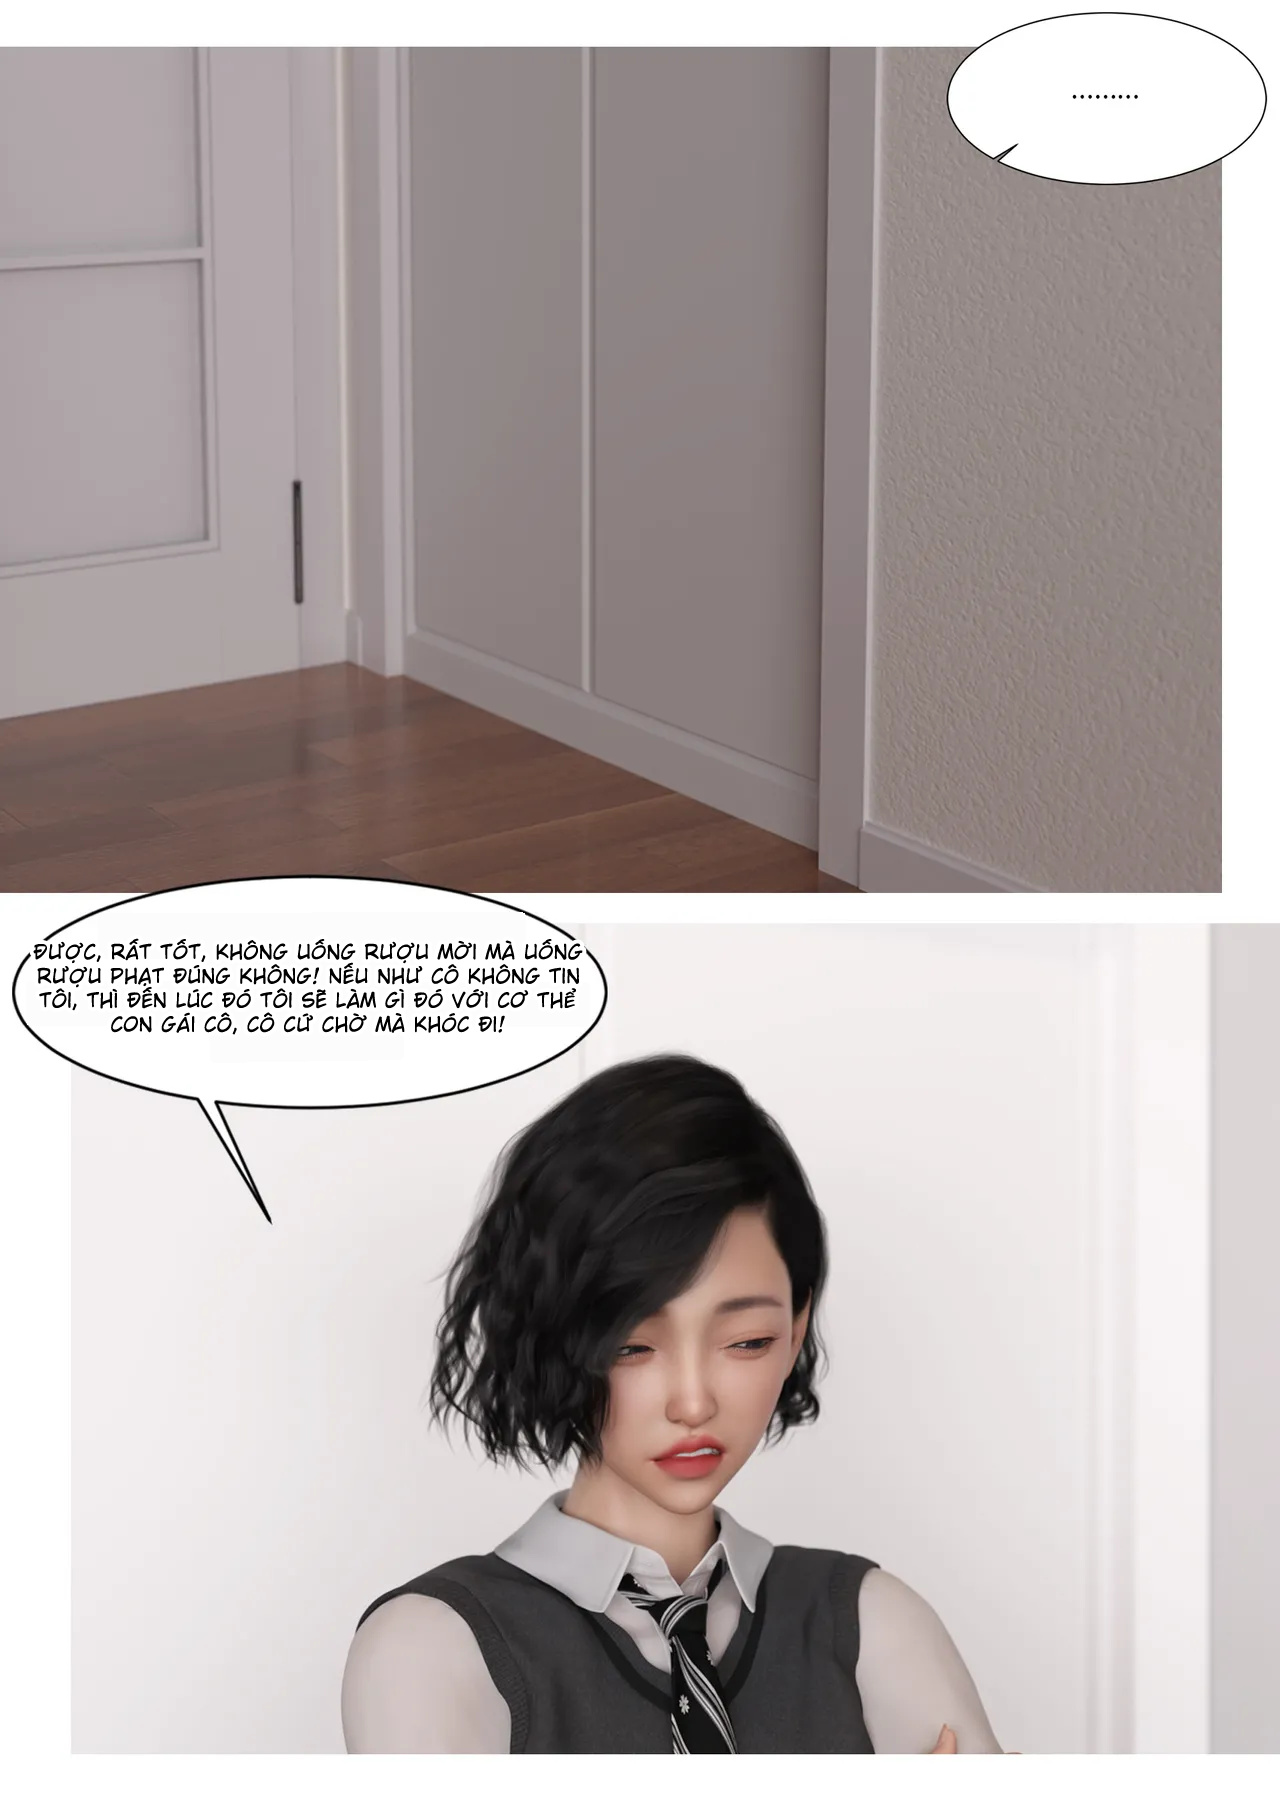 .........
ĐƯỢC, RẤT TỐT, KHÔNG UỐNG RƯỢU MỜI MÀ UỐNG
RƯỢU PHẠT ĐÚNG KHÔNG! NẾU NHƯ CÔ KHÔNG TIN
TÔI, THÌ ĐẾN LÚC ĐÓ TÔI SẼ LÀM GÌ ĐÓ VỚI CƠ THỂ
CON GÁI CÔ, CÔ CỨ CHỜ MÀ KHÓC ĐI!